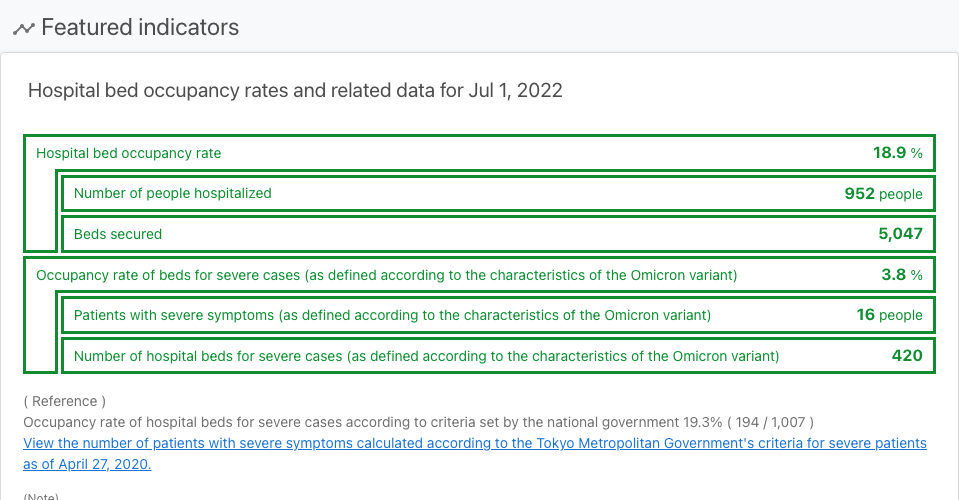 Featured indicators
Hospital bed occupancy rates and related data for Jul 1, 2022
Hospital bed occupancy rate 18.9 %
Number of people hospitalized 952 people
Beds secured 5,047
Occupancy rate of beds for severe cases (as defined according to the characteristics of the Omicron variant) 3.8 %
Patients with severe symptoms (as defined according to the characteristics of the Omicron variant) 16 people
Number of hospital beds for severe cases (as defined according to the characteristics of the Omicron variant) 420
( Reference )
Occupancy rate of hospital beds for severe cases according to criteria set by the national government 19.3% ( 194 / 1,007 )
View the number of patients with severe symptoms calculated according to the Tokyo Metropolitan Government's criteria for severe patients
as of April 27, 2020.
(Note)